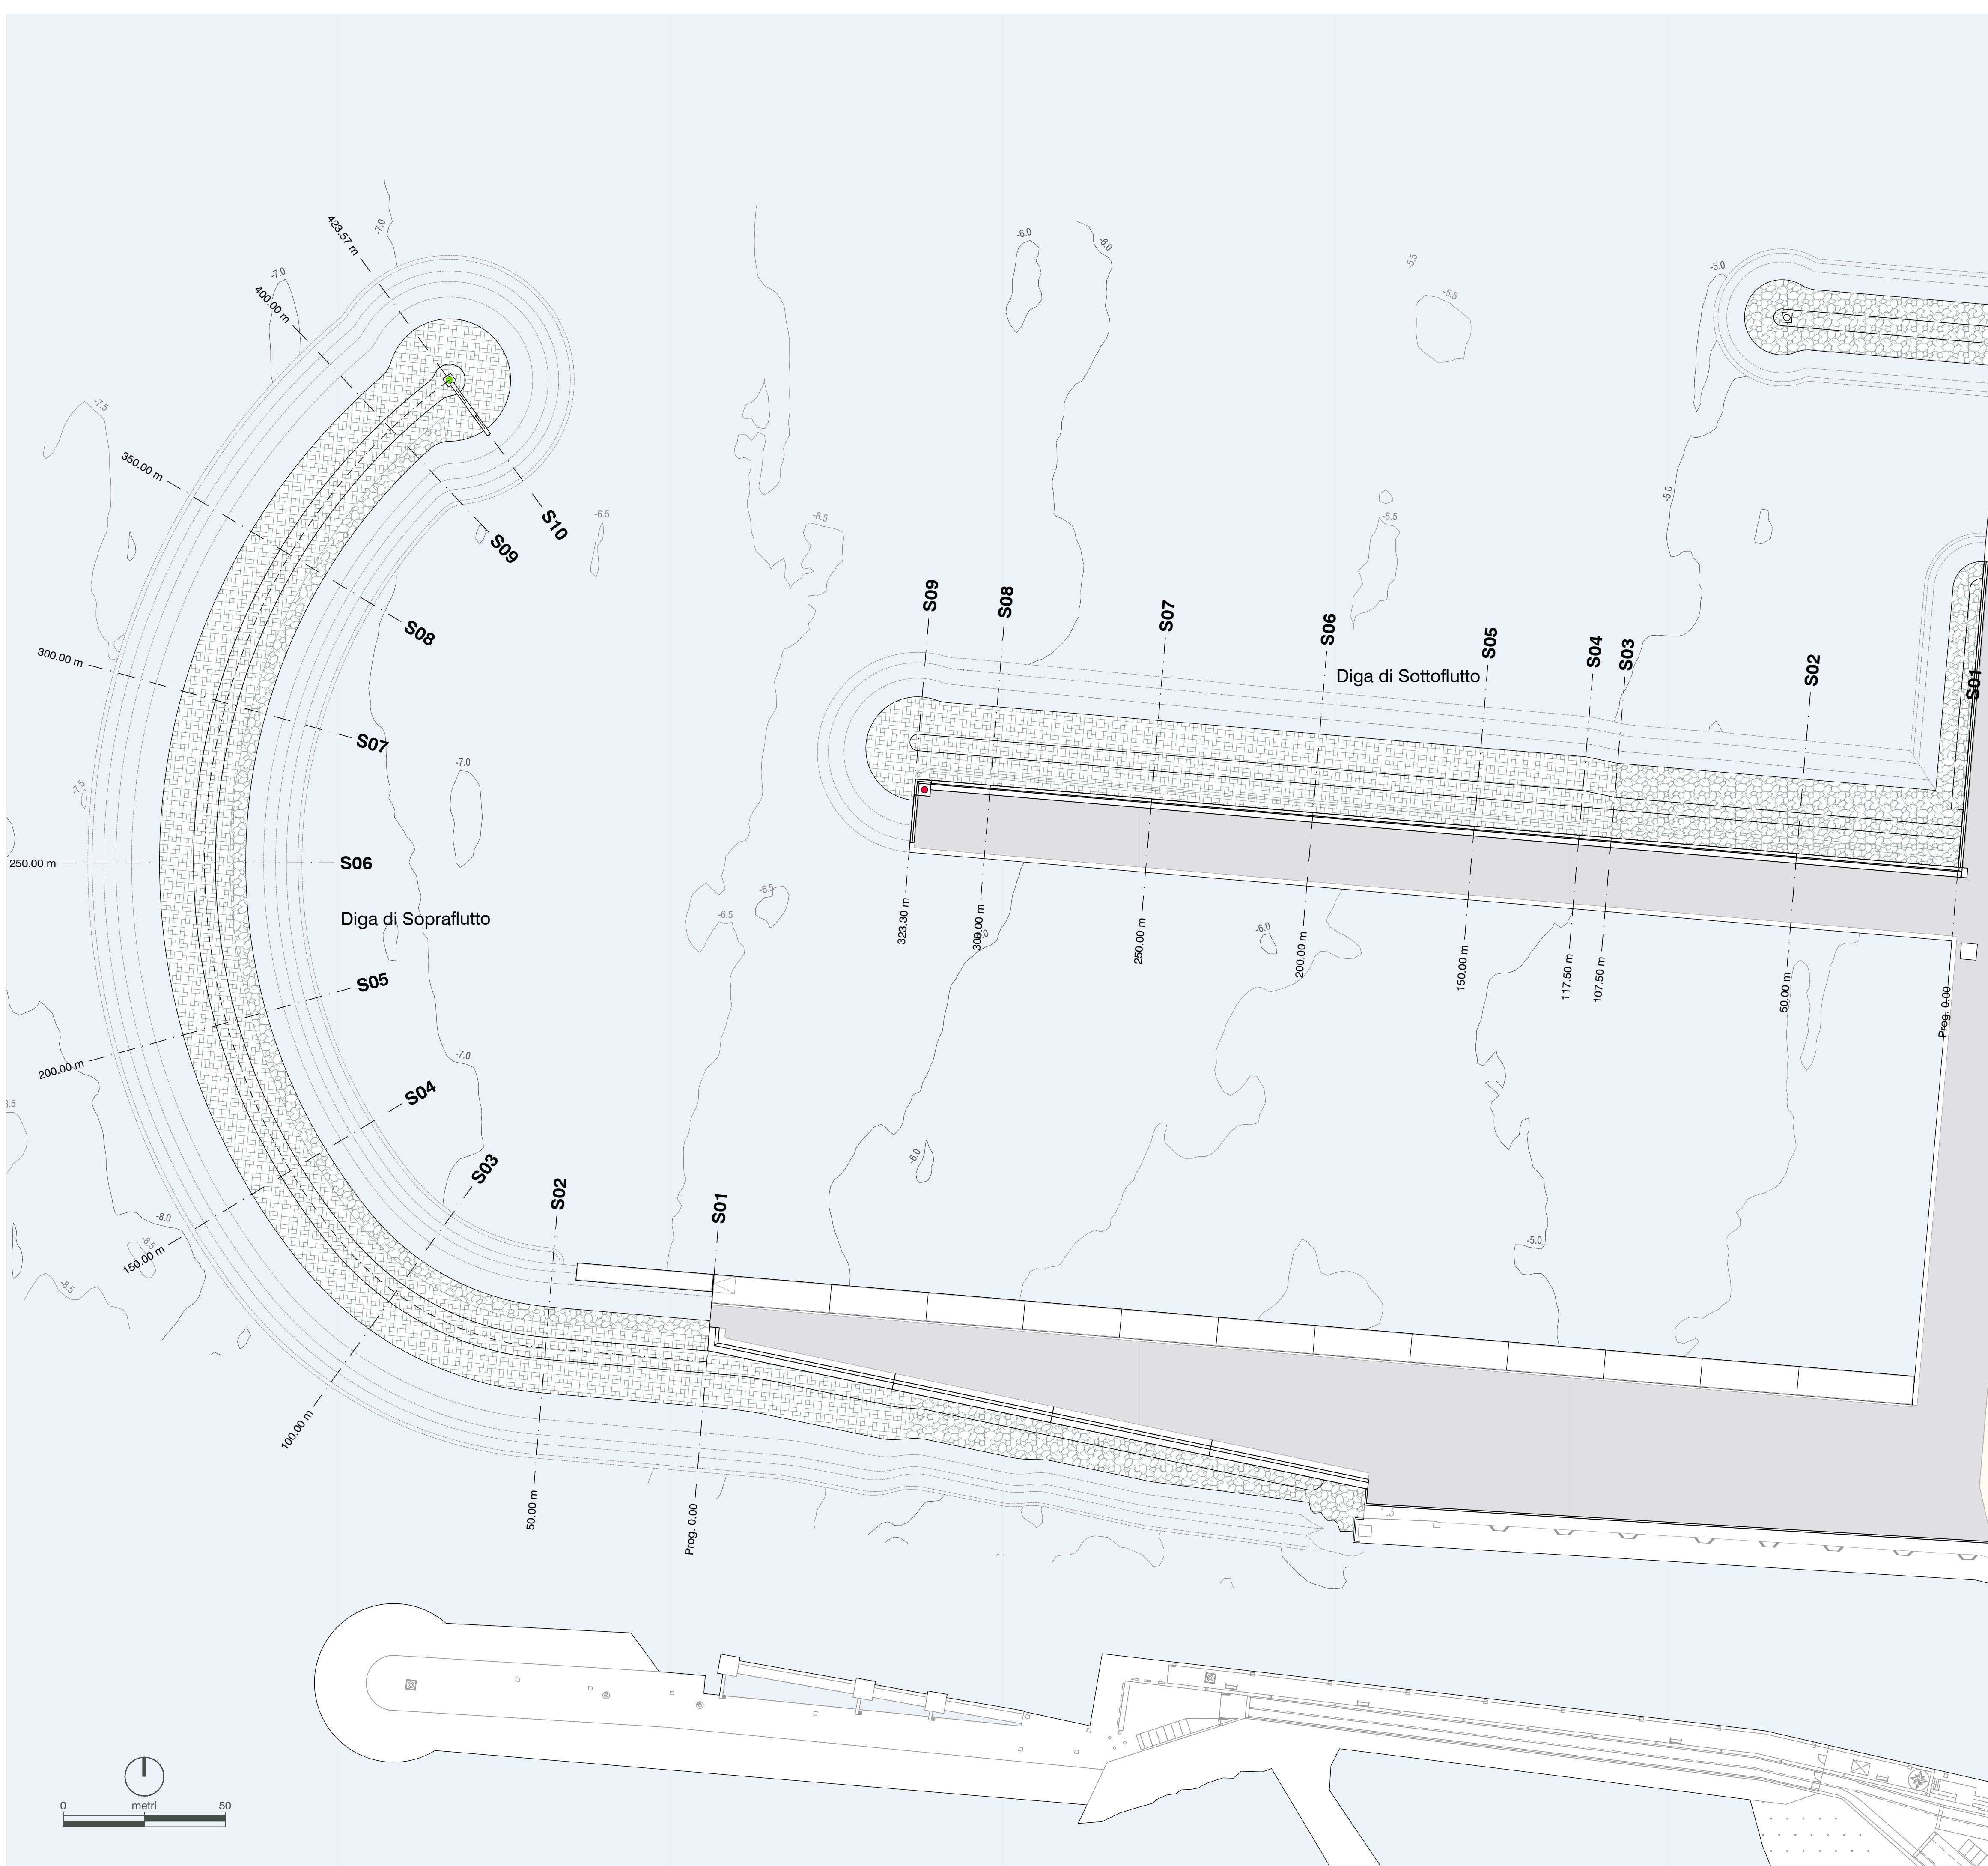 423.57 m
-7.0
-7.0
400.00 m
-6.0
-6.0
-5.5
-5.5
-5.0
-7.5
350.00 m
S10
S09
-6.5
-6.5
-5.5
-5.0
S08
S09
S08
S07
S06
S05
S04
S03
S02
S01
Diga di Sottoflutto
300.00 m
S07
-7.0
-7.5
250.00 m
S06
Diga di Sopraflutto
-6.5
-6.5
323.30 m
300.00 m
250.00 m
-6.0
200.00 m
150.00 m
117.50 m
107.50 m
50.00 m
Prog. 0.00
S05
200.00 m
-7.0
S04
S03
S02
S01
-6.0
-8.0
-8.5
150.00 m
-8.5
-5.0
100.00 m
50.00 m
Prog. 0.00
1.5
0 metri 50